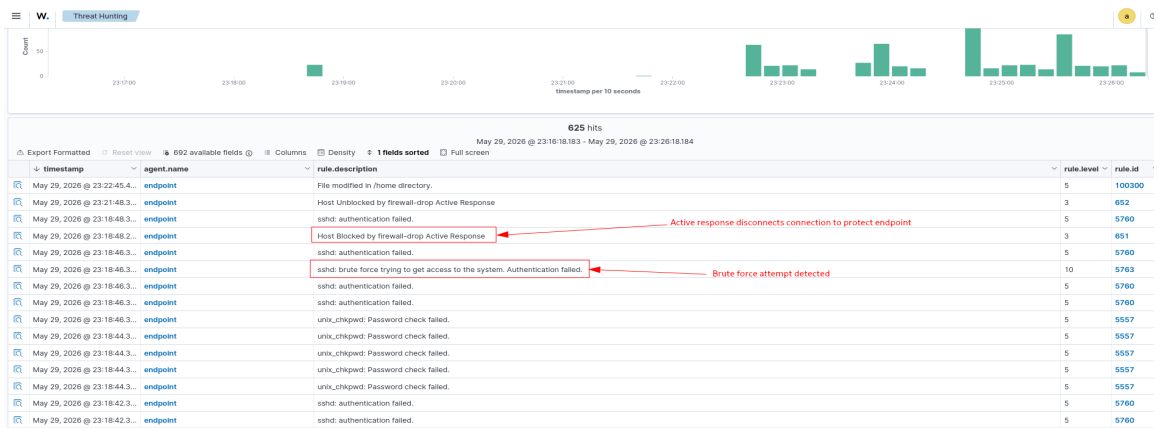 W. Threat Hunting a
Count
50
0
23:17:00 23:18:00 23:19:00 23:20:00 23:21:00 23:22:00 23:23:00 23:24:00 23:25:00 23:26:00
timestamp per 10 seconds
625 hits
May 29, 2026 @ 23:16:18.183 - May 29, 2026 @ 23:26:18.184
Export Formatted Reset view 692 available fields Columns Density 1 fields sorted Full screen
timestamp agent.name rule.description rule.level rule.id
May 29, 2026 @ 23:22:45.4... endpoint File modified in /home directory. 5 100300
May 29, 2026 @ 23:21:48.3... endpoint Host Unblocked by firewall-drop Active Response 3 652
May 29, 2026 @ 23:18:48.3... endpoint sshd: authentication failed. 5 5760
Active response disconnects connection to protect endpoint
May 29, 2026 @ 23:18:48.2... endpoint Host Blocked by firewall-drop Active Response 3 651
May 29, 2026 @ 23:18:46.3... endpoint sshd: authentication failed. 5 5760
May 29, 2026 @ 23:18:46.3... endpoint sshd: brute force trying to get access to the system. Authentication failed. 10 5763
Brute force attempt detected
May 29, 2026 @ 23:18:46.3... endpoint sshd: authentication failed. 5 5760
May 29, 2026 @ 23:18:46.3... endpoint sshd: authentication failed. 5 5760
May 29, 2026 @ 23:18:46.3... endpoint unix_chkpwd: Password check failed. 5 5557
May 29, 2026 @ 23:18:44.3... endpoint unix_chkpwd: Password check failed. 5 5557
May 29, 2026 @ 23:18:44.3... endpoint unix_chkpwd: Password check failed. 5 5557
May 29, 2026 @ 23:18:44.3... endpoint unix_chkpwd: Password check failed. 5 5557
May 29, 2026 @ 23:18:44.3... endpoint unix_chkpwd: Password check failed. 5 5557
May 29, 2026 @ 23:18:42.3... endpoint sshd: authentication failed. 5 5760
May 29, 2026 @ 23:18:42.3... endpoint sshd: authentication failed. 5 5760